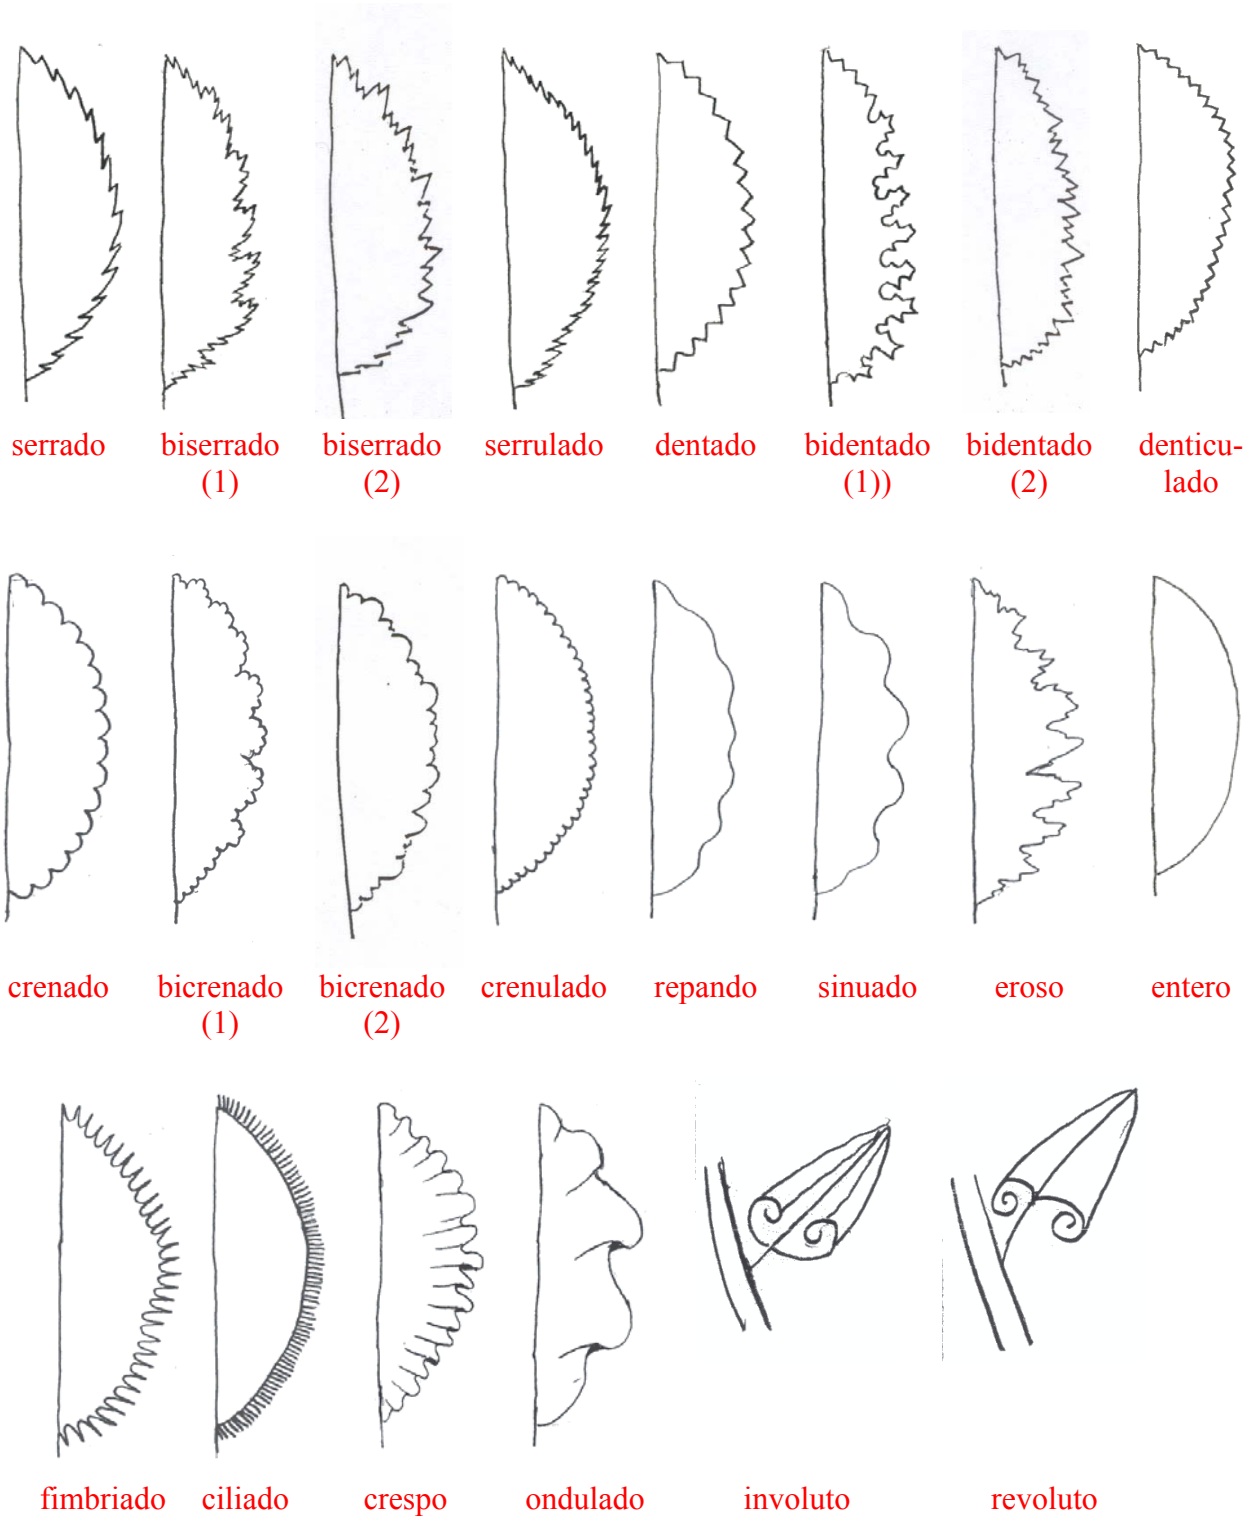 serrado biserrado biserrado serrulado dentado bidentado bidentado denticu-
(1) (2) (1)) (2) lado
crenado bicrenado bicrenado crenulado repando sinuado eroso entero
(1) (2)
fimbriado ciliado crespo ondulado involuto revoluto